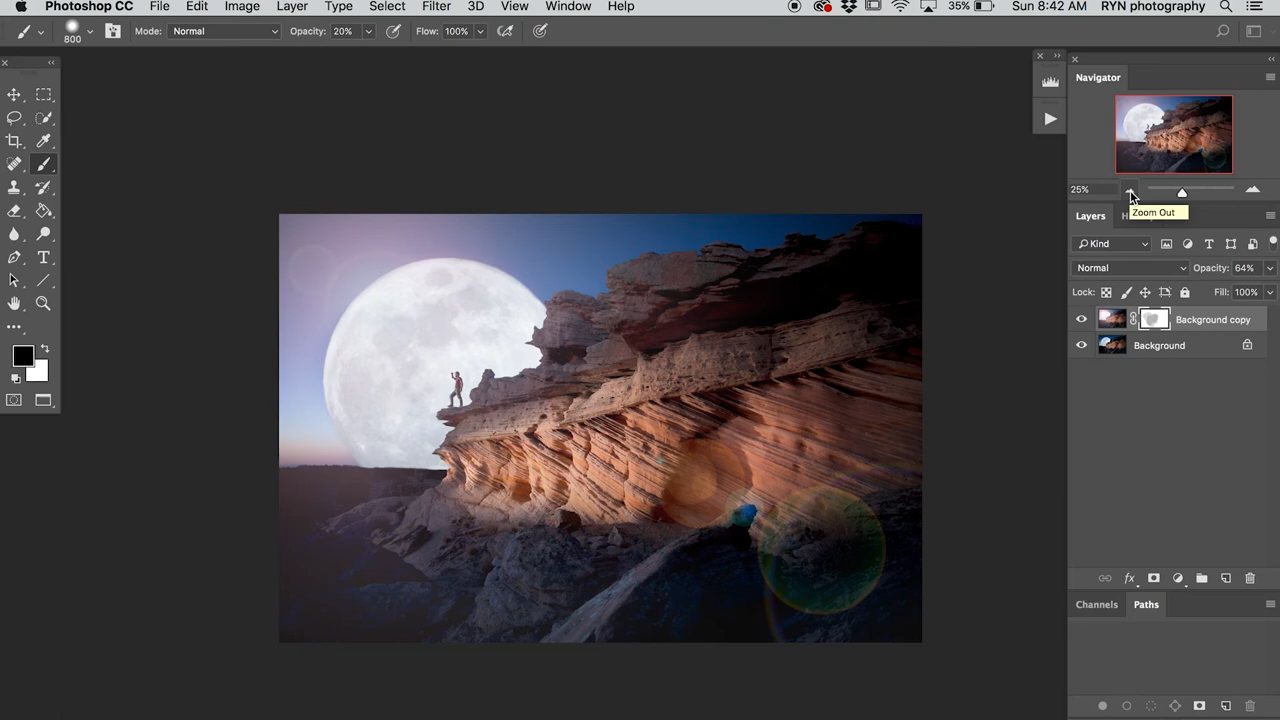 Photoshop CC File Edit Image Layer Type Select Filter 3D View Window Help 35% Sun 8:42 AM RYN photography
800 Mode: Normal Opacity: 20% Flow: 100%
Navigator
25%
Zoom Out
Layers
Kind
Normal Opacity: 64%
Lock: Fill: 100%
Background copy
Background
fx
Channels Paths